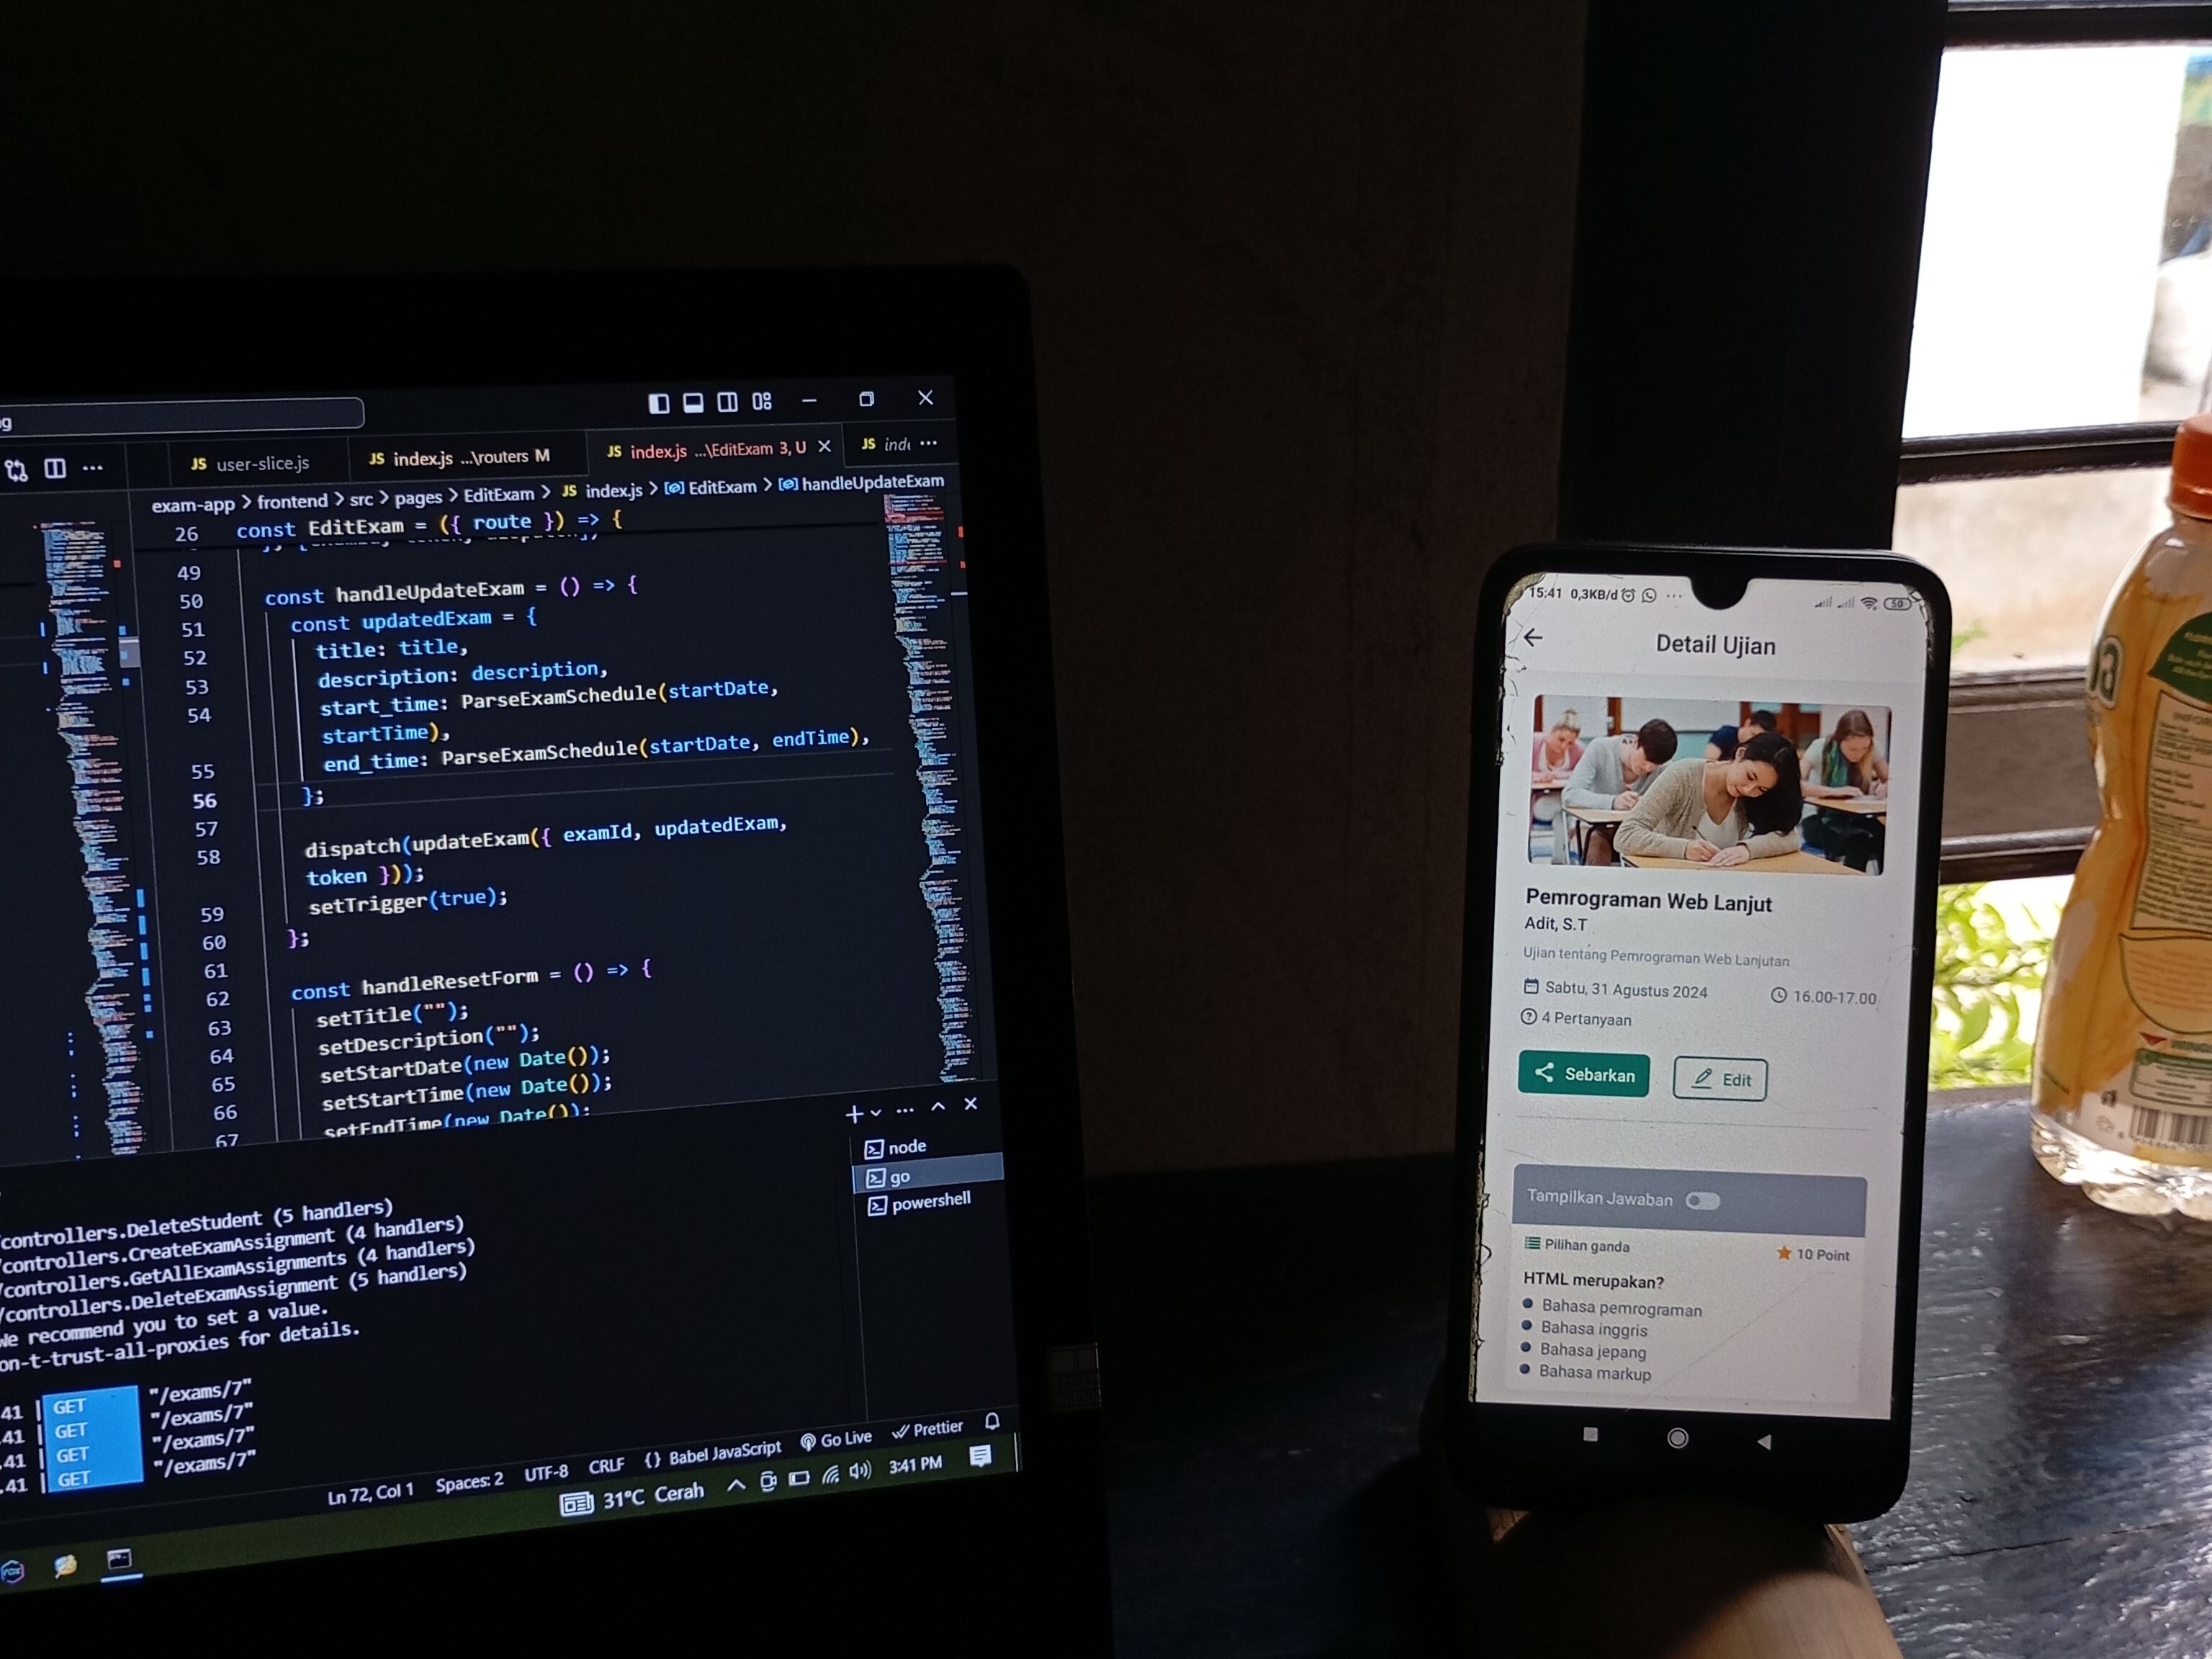 user-slice.js
index.js ...\routers M
index.js ...\EditExam 3, U
exam-app > frontend > src > pages > EditExam > JS index.js > EditExam > handleUpdateExam
26 const EditExam = ({ route }) => {
49
50 const handleUpdateExam = () => {
51 const updatedExam = {
52 title: title,
53 description: description,
54 start_time: ParseExamSchedule(startDate,
startTime),
55 end_time: ParseExamSchedule(startDate, endTime),
56 };
57
58 dispatch(updateExam({ examId, updatedExam,
token }));
59 setTrigger(true);
60 };
61
62 const handleResetForm = () => {
63 setTitle("");
64 setDescription("");
65 setStartDate(new Date());
66 setStartTime(new Date());
67 setEndTime(new Date());
node
go
powershell
/controllers.DeleteStudent (5 handlers)
/controllers.CreateExamAssignment (4 handlers)
/controllers.GetAllExamAssignments (4 handlers)
/controllers.DeleteExamAssignment (5 handlers)
We recommend you to set a value.
on-t-trust-all-proxies for details.
.41 | GET "/exams/7"
.41 | GET "/exams/7"
.41 | GET "/exams/7"
.41 | GET "/exams/7"
Ln 72, Col 1 Spaces: 2 UTF-8 CRLF {} Babel JavaScript Go Live Prettier
31°C Cerah 3:41 PM
15:41 0,3KB/d ... 50
Detail Ujian
Pemrograman Web Lanjut
Adit, S.T
Ujian tentang Pemrograman Web Lanjutan
Sabtu, 31 Agustus 2024 16.00-17.00
4 Pertanyaan
Sebarkan Edit
Tampilkan Jawaban
Pilihan ganda 10 Point
HTML merupakan?
Bahasa pemrograman
Bahasa inggris
Bahasa jepang
Bahasa markup